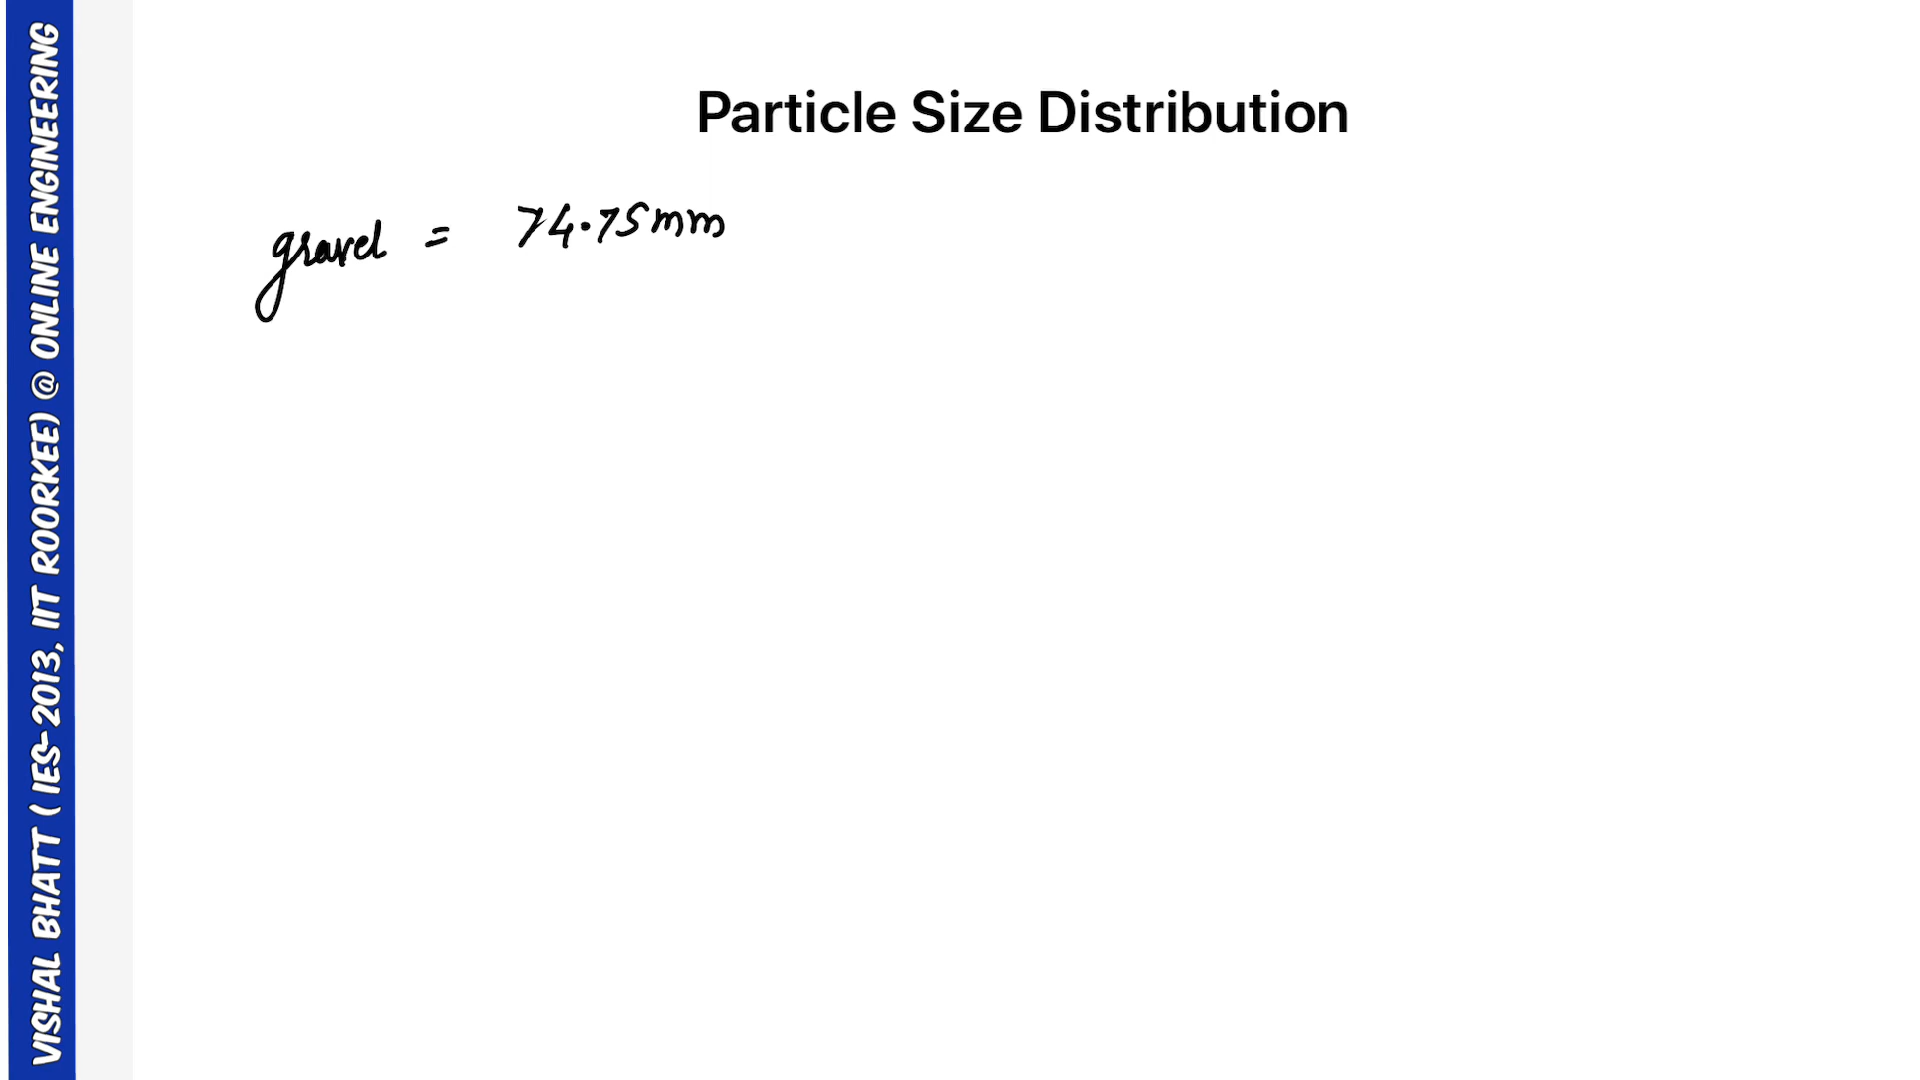 Particle Size Distribution
gravel = 74.75mm
VISHAL BHATT ( IES-2013, IIT ROORKEE) @ ONLINE ENGINEERING